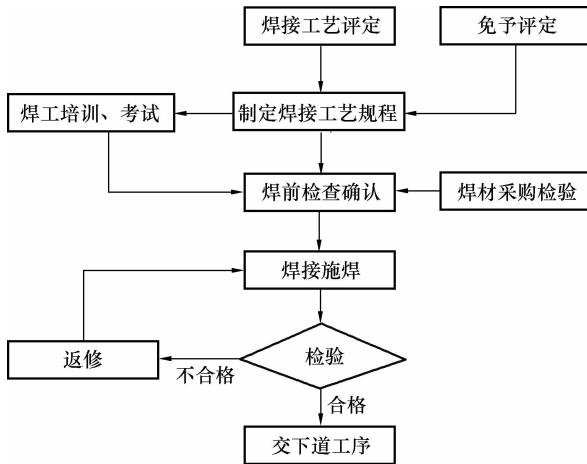 焊接工艺评定
免予评定
焊工培训、考试
制定焊接工艺规程
焊前检查确认
焊材采购检验
焊接施焊
返修
不合格
检验
合格
交下道工序